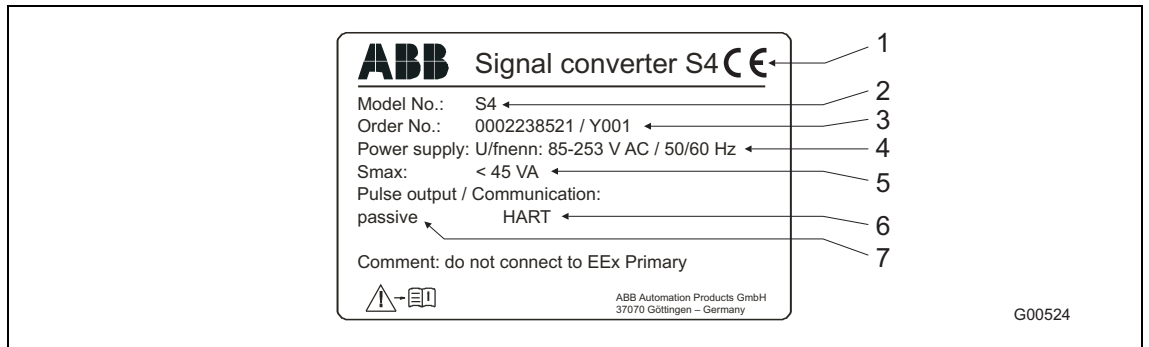 ABB Signal converter S4 CE
Model No.: S4
Order No.: 0002238521 / Y001
Power supply: U/fnenn: 85-253 V AC / 50/60 Hz
Smax: < 45 VA
Pulse output / Communication:
passive HART
Comment: do not connect to EEx Primary
ABB Automation Products GmbH
37070 Göttingen – Germany
1
2
3
4
5
6
7
G00524